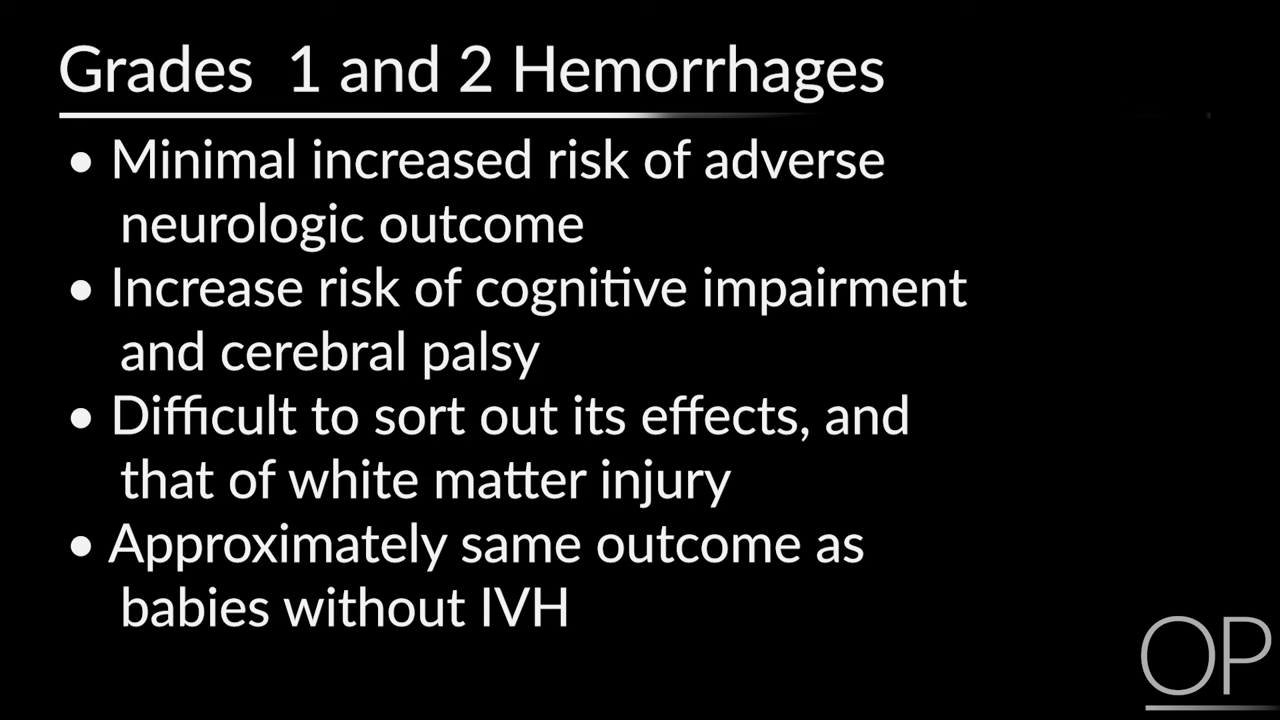 Grades 1 and 2 Hemorrhages
• Minimal increased risk of adverse
neurologic outcome
• Increase risk of cognitive impairment
and cerebral palsy
• Difficult to sort out its effects, and
that of white matter injury
• Approximately same outcome as
babies without IVH
OP